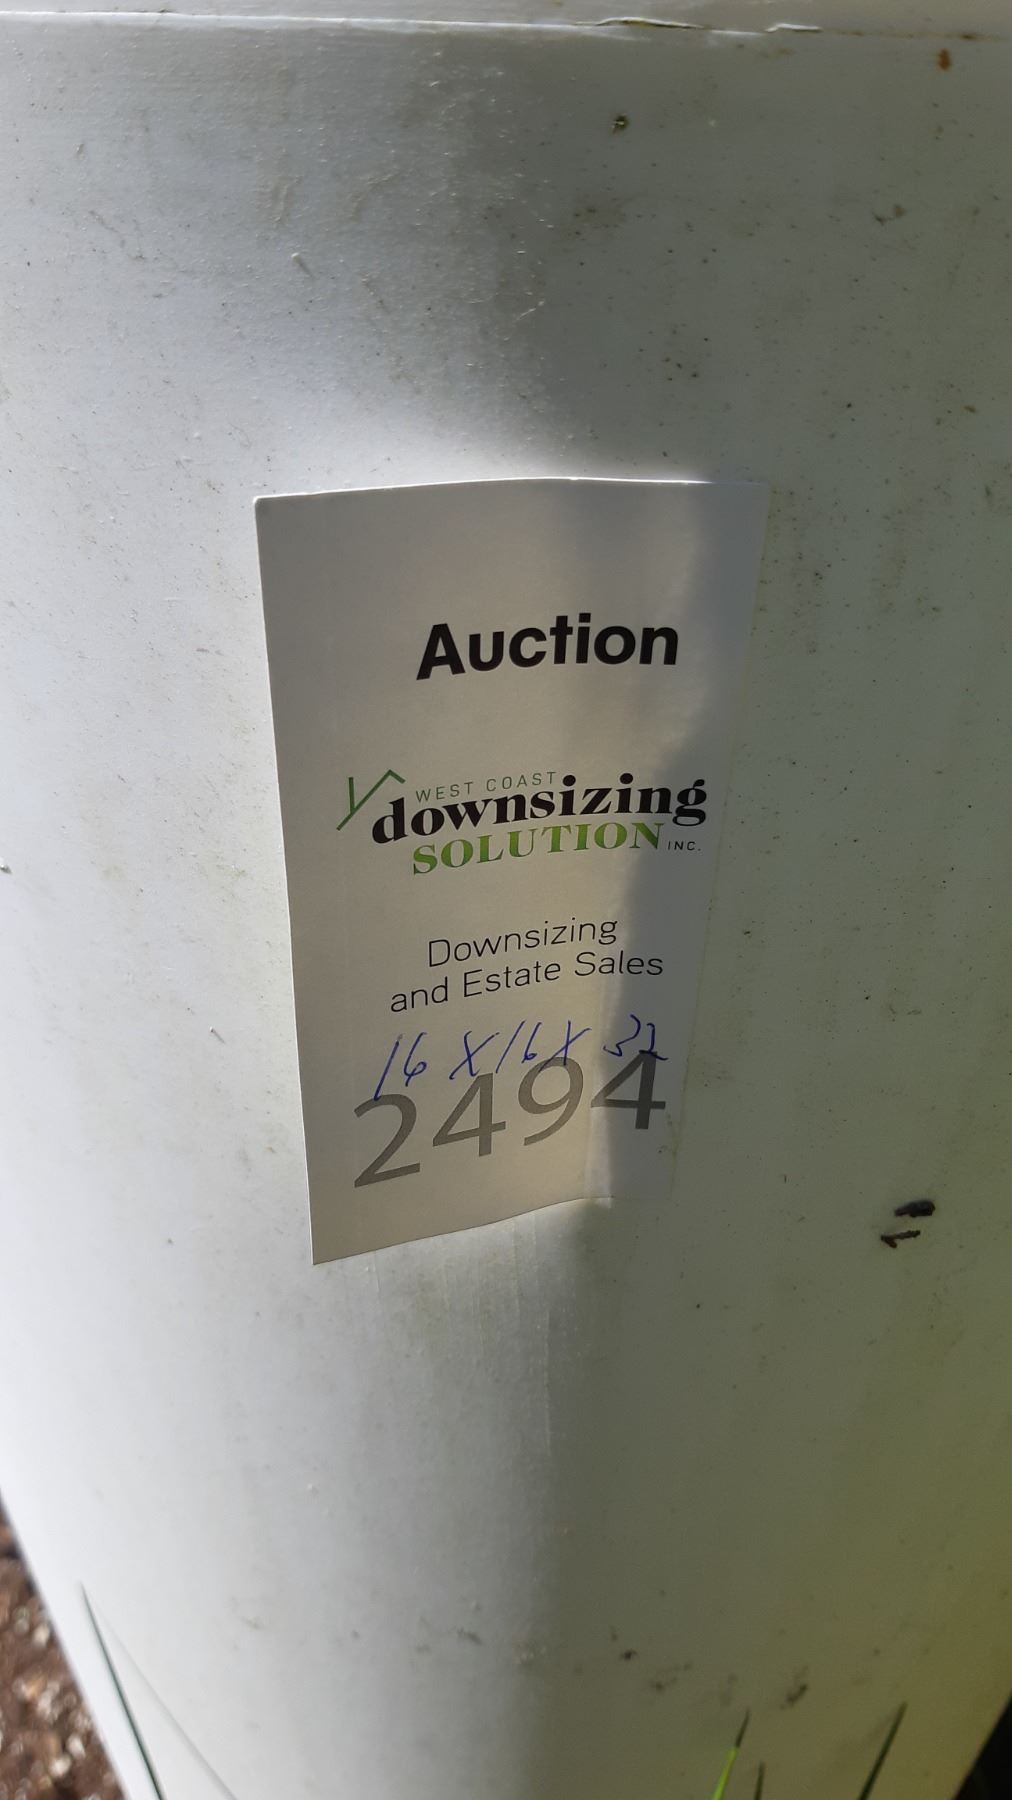 Auction
WEST COAST
downsizing
SOLUTION INC.
Downsizing
and Estate Sales
16 X 16 X 32
2494